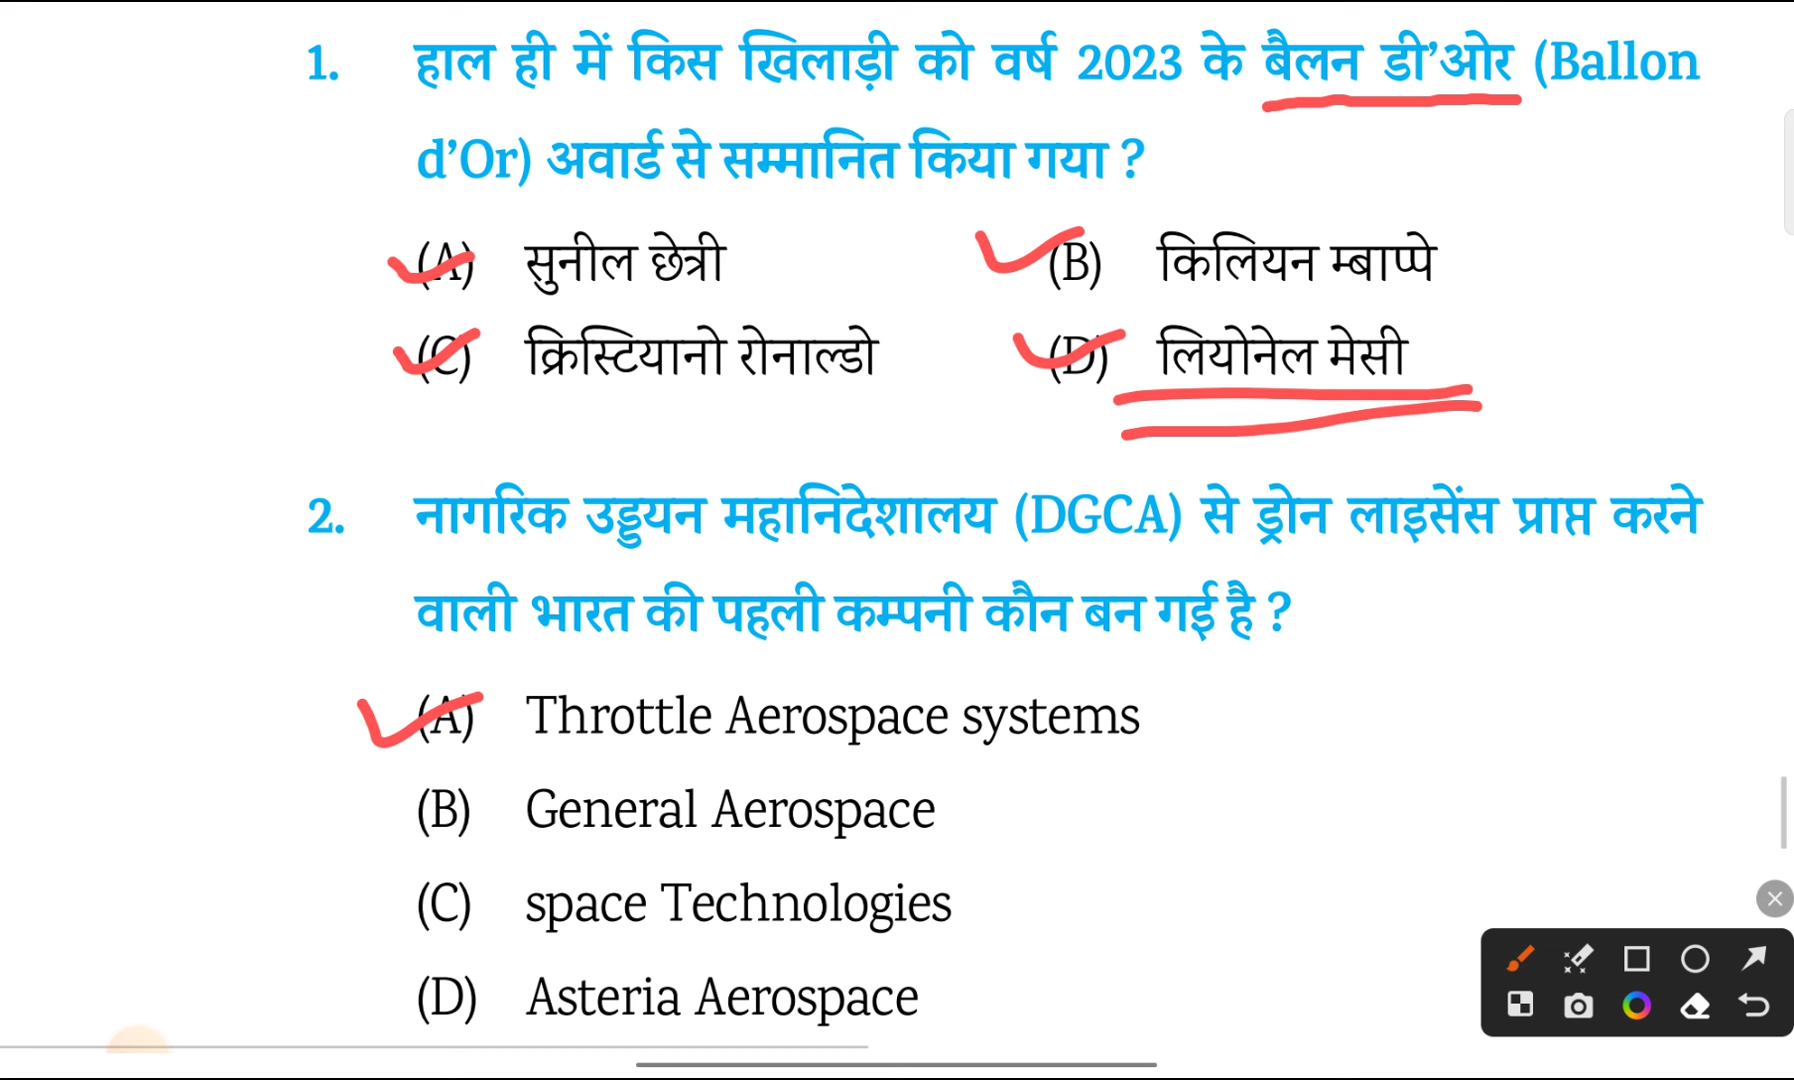 1. हाल ही में किस खिलाड़ी को वर्ष 2023 के बैलन डी’ओर (Ballon
d’Or) अवार्ड से सम्मानित किया गया ?
(A) सुनील छेत्री (B) किलियन म्बाप्पे
(C) क्रिस्टियानो रोनाल्डो (D) लियोनेल मेसी
2. नागरिक उड्डयन महानिदेशालय (DGCA) से ड्रोन लाइसेंस प्राप्त करने
वाली भारत की पहली कम्पनी कौन बन गई है ?
(A) Throttle Aerospace systems
(B) General Aerospace
(C) space Technologies
(D) Asteria Aerospace